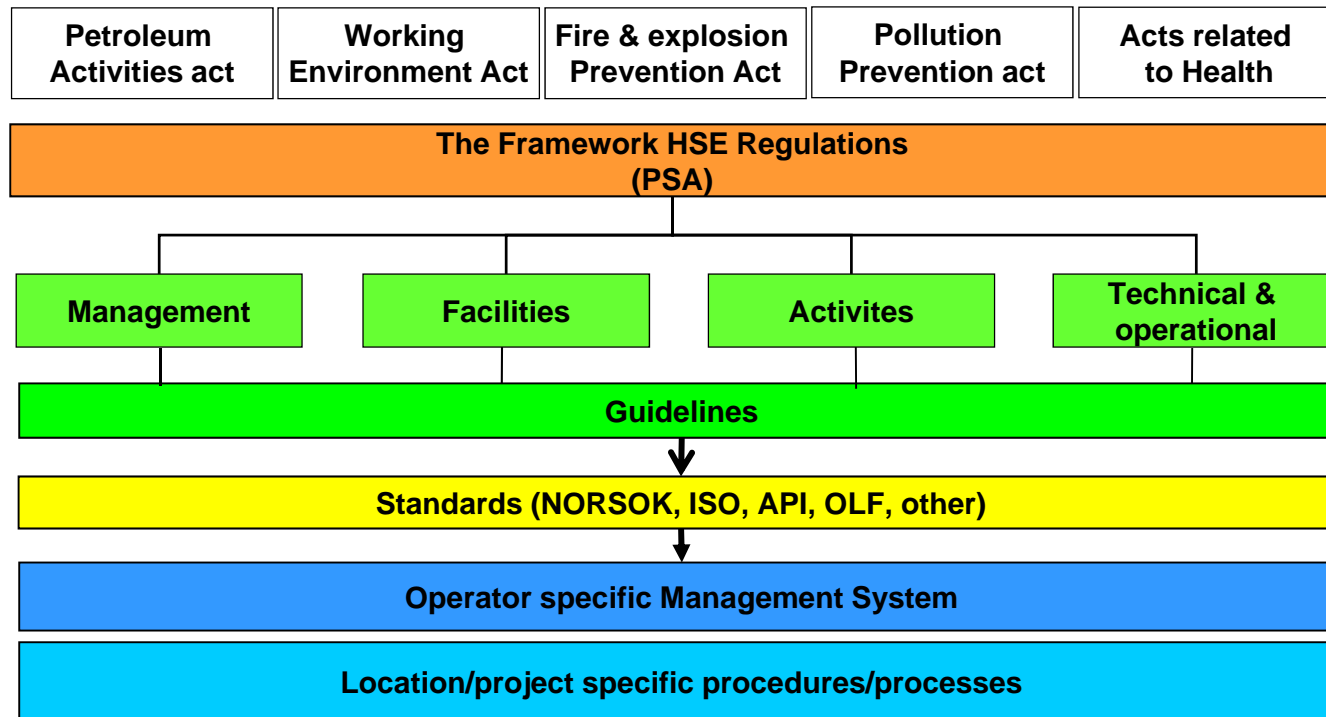 Petroleum
Activities act
Working
Environment Act
Fire & explosion
Prevention Act
Pollution
Prevention act
Acts related
to Health
The Framework HSE Regulations
(PSA)
Management
Facilities
Activites
Technical &
operational
Guidelines
Standards (NORSOK, ISO, API, OLF, other)
Operator specific Management System
Location/project specific procedures/processes